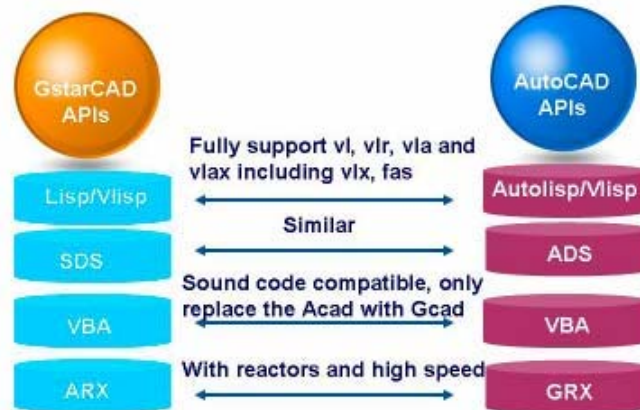 GstarCAD
APIs
AutoCAD
APIs
Fully support vl, vlr, vla and
vlax including vlx, fas
Lisp/Vlisp
Autolisp/Vlisp
Similar
SDS
ADS
Sound code compatible, only
replace the Acad with Gcad
VBA
VBA
With reactors and high speed
ARX
GRX